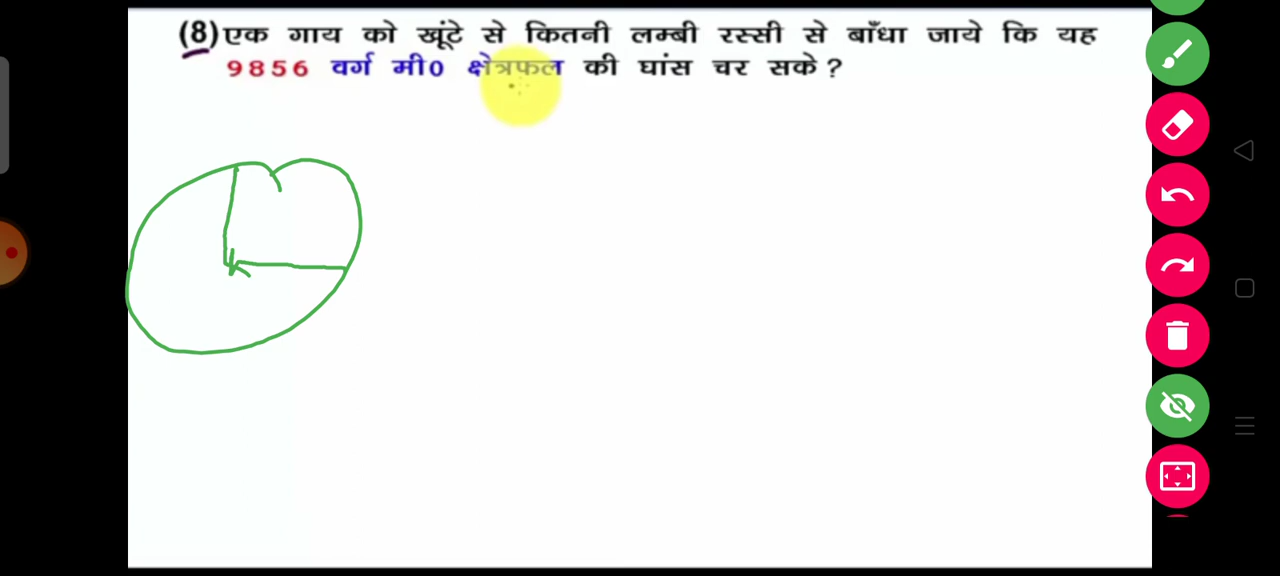 (8) एक गाय को खूंटे से कितनी लम्बी रस्सी से बाँधा जाये कि यह
9856 वर्ग मी0 क्षेत्रफल की घांस चर सके ?